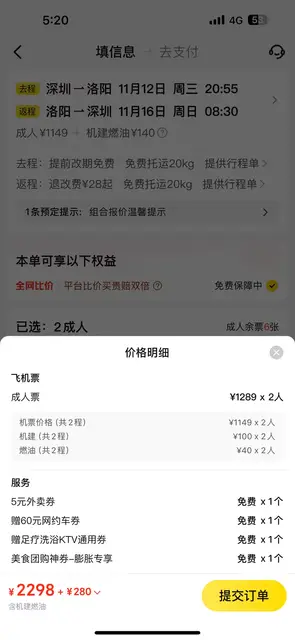 5:20 4G 5
填信息 → 去支付
去程 深圳→洛阳 11月12日 周三 20:55
返程 洛阳→深圳 11月16日 周日 08:30
成人¥1149 + 机建燃油¥140
去程: 提前改期免费 免费托运20kg 提供行程单
返程: 退改费¥28起 免费托运20kg 提供行程单
1条预定提示: 组合报价温馨提示
本单可享以下权益
全网比价 平台比价买贵赔双倍 免费保障中
已选: 2成人 成人余票6张
价格明细
飞机票
成人票 ¥1289 x 2人
机票价格 (共2程) ¥1149 x 2人
机建 (共2程) ¥100 x 2人
燃油 (共2程) ¥40 x 2人
服务
5元外卖券 免费 x 1个
赠60元网约车券 免费 x 1个
赠足疗洗浴KTV通用券 免费 x 1个
美食团购神券-膨胀专享 免费 x 1个
¥2298 + ¥280 提交订单
含机建燃油